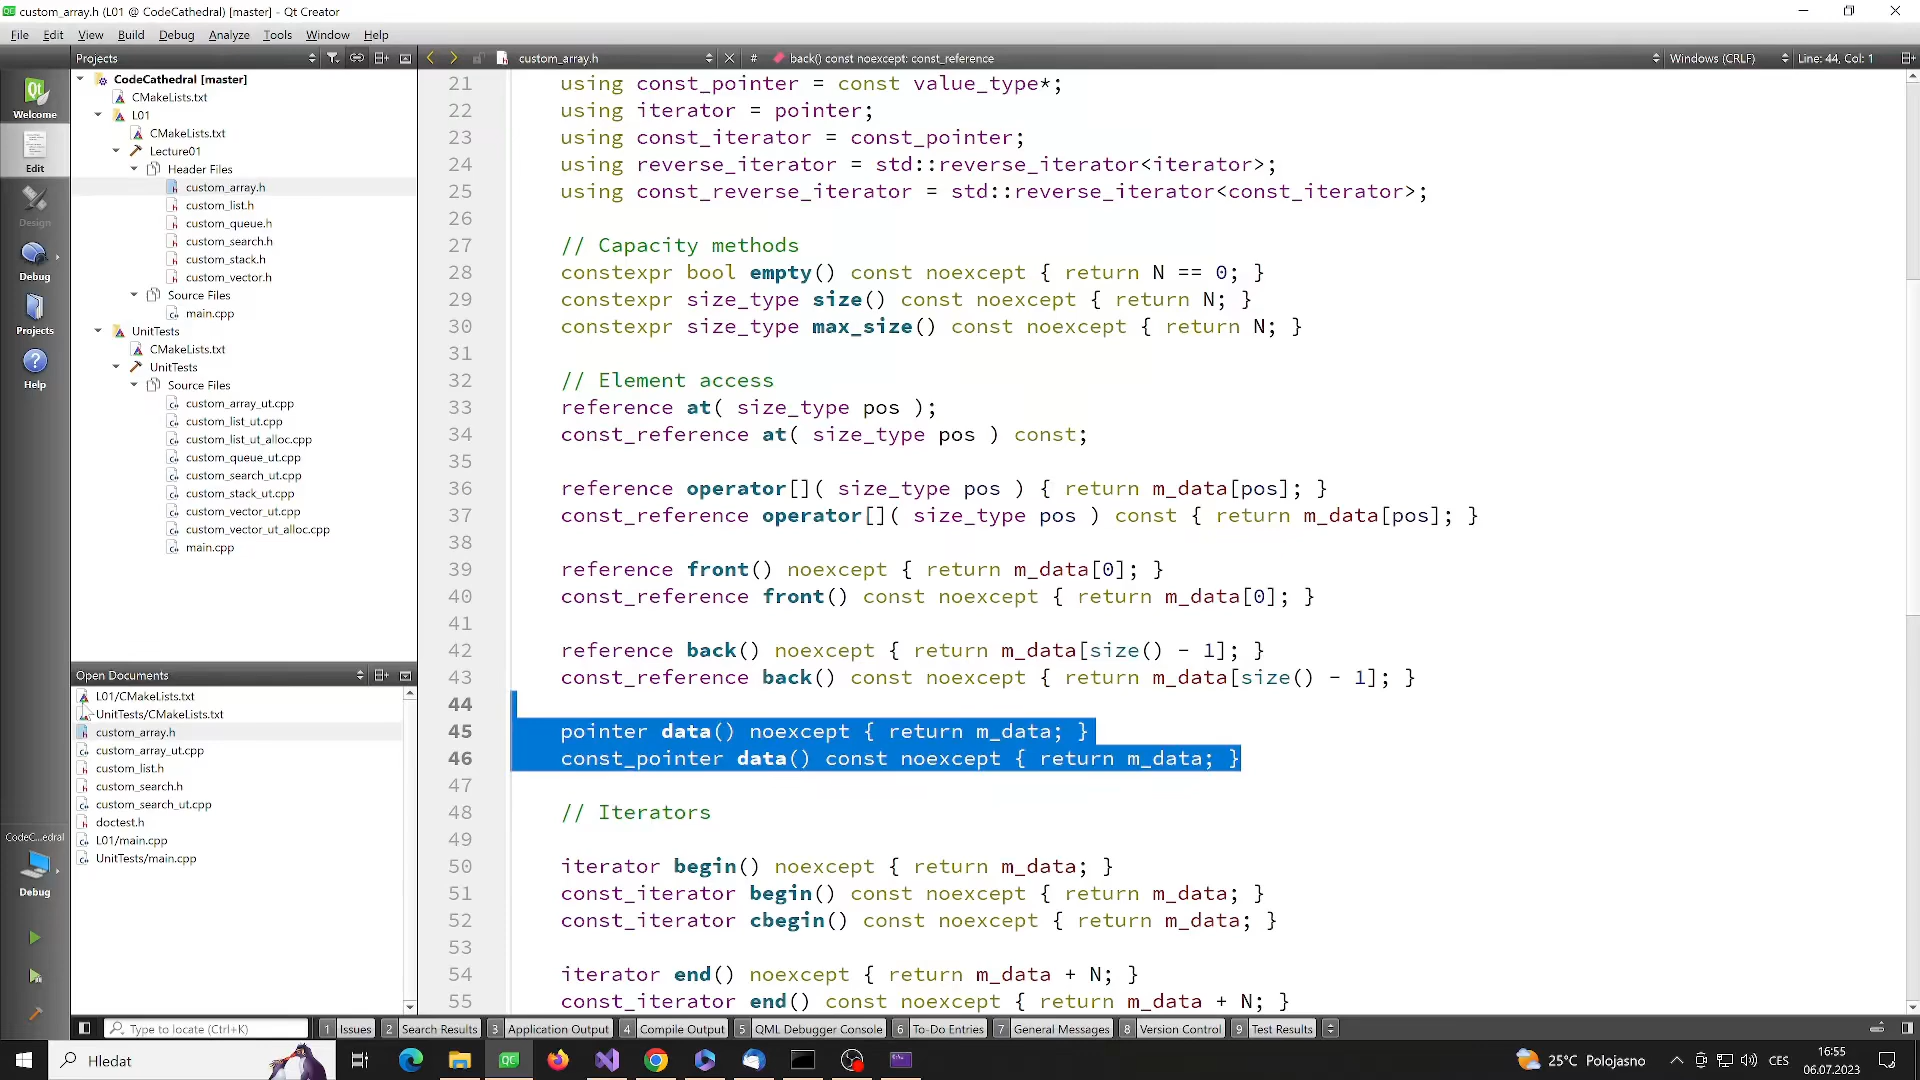 custom_array.h (L01 @ CodeCathedral) [master] - Qt Creator
File Edit View Build Debug Analyze Tools Window Help
Projects
custom_array.h
# back() const noexcept: const_reference
Windows (CRLF)
Line: 44, Col: 1
Welcome
Edit
Design
Debug
Projects
Help
CodeC...edral
Debug
CodeCathedral [master]
CMakeLists.txt
L01
CMakeLists.txt
Lecture01
Header Files
custom_array.h
custom_list.h
custom_queue.h
custom_search.h
custom_stack.h
custom_vector.h
Source Files
main.cpp
UnitTests
CMakeLists.txt
UnitTests
Source Files
custom_array_ut.cpp
custom_list_ut.cpp
custom_list_ut_alloc.cpp
custom_queue_ut.cpp
custom_search_ut.cpp
custom_stack_ut.cpp
custom_vector_ut.cpp
custom_vector_ut_alloc.cpp
main.cpp
Open Documents
L01/CMakeLists.txt
UnitTests/CMakeLists.txt
custom_array.h
custom_array_ut.cpp
custom_list.h
custom_search.h
custom_search_ut.cpp
doctest.h
L01/main.cpp
UnitTests/main.cpp
21 using const_pointer = const value_type*;
22 using iterator = pointer;
23 using const_iterator = const_pointer;
24 using reverse_iterator = std::reverse_iterator<iterator>;
25 using const_reverse_iterator = std::reverse_iterator<const_iterator>;
26
27 // Capacity methods
28 constexpr bool empty() const noexcept { return N == 0; }
29 constexpr size_type size() const noexcept { return N; }
30 constexpr size_type max_size() const noexcept { return N; }
31
32 // Element access
33 reference at( size_type pos );
34 const_reference at( size_type pos ) const;
35
36 reference operator[]( size_type pos ) { return m_data[pos]; }
37 const_reference operator[]( size_type pos ) const { return m_data[pos]; }
38
39 reference front() noexcept { return m_data[0]; }
40 const_reference front() const noexcept { return m_data[0]; }
41
42 reference back() noexcept { return m_data[size() - 1]; }
43 const_reference back() const noexcept { return m_data[size() - 1]; }
44
45 pointer data() noexcept { return m_data; }
46 const_pointer data() const noexcept { return m_data; }
47
48 // Iterators
49
50 iterator begin() noexcept { return m_data; }
51 const_iterator begin() const noexcept { return m_data; }
52 const_iterator cbegin() const noexcept { return m_data; }
53
54 iterator end() noexcept { return m_data + N; }
55 const_iterator end() const noexcept { return m_data + N; }
Type to locate (Ctrl+K) 1 Issues 2 Search Results 3 Application Output 4 Compile Output 5 QML Debugger Console 6 To-Do Entries 7 General Messages 8 Version Control 9 Test Results
Hledat
25°C Polojasno
CES
16:55
06.07.2023